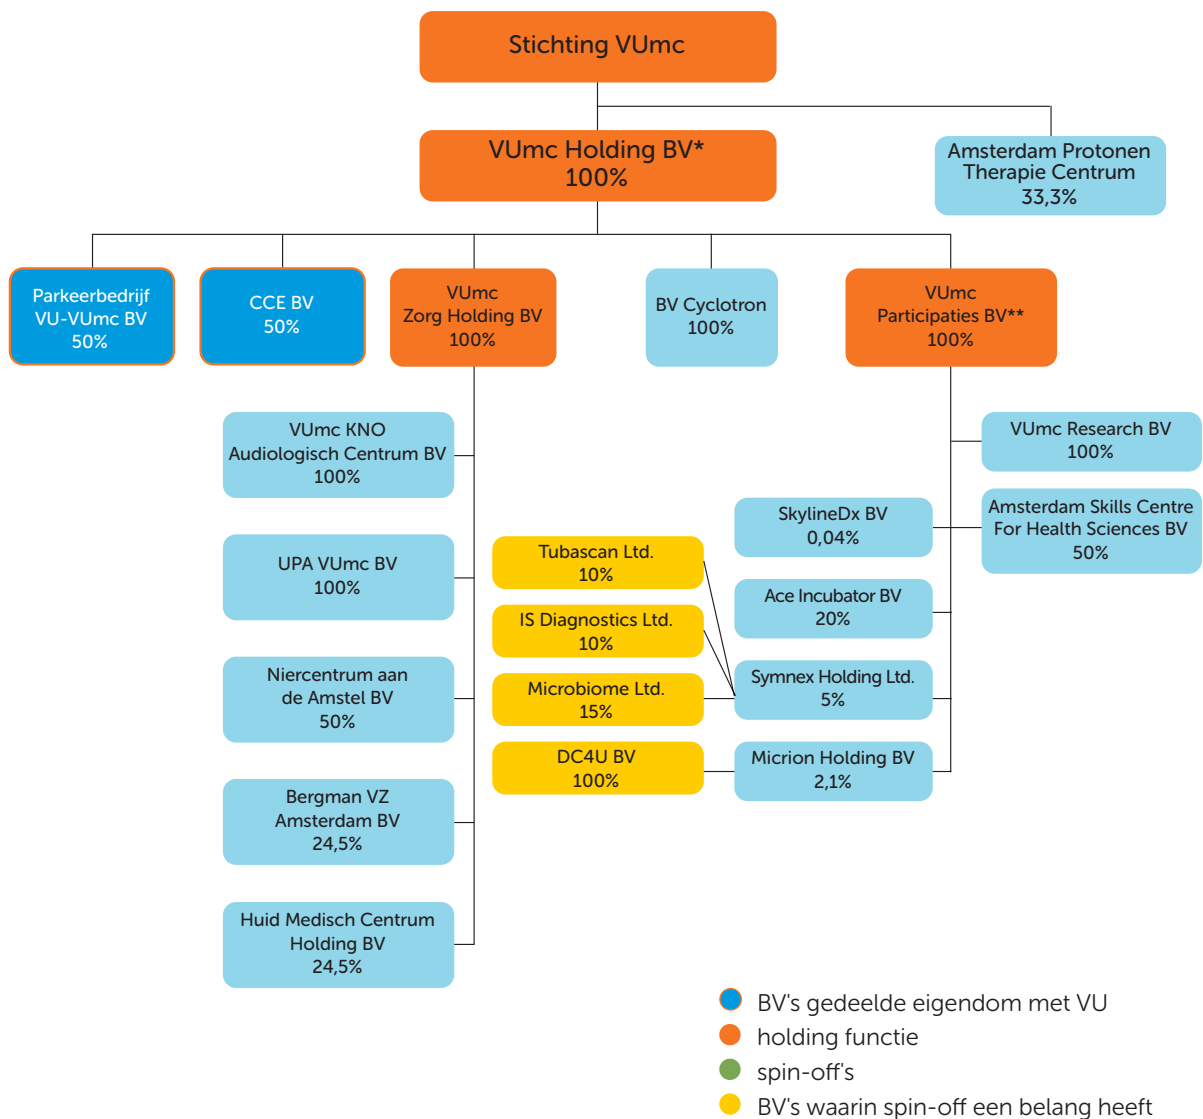 Stichting VUmc
VUmc Holding BV*
100%
Amsterdam Protonen
Therapie Centrum
33,3%
Parkeerbedrijf
VU-VUmc BV
50%
CCE BV
50%
VUmc
Zorg Holding BV
100%
BV Cyclotron
100%
VUmc
Participaties BV**
100%
VUmc KNO
Audiologisch Centrum BV
100%
UPA VUmc BV
100%
Niercentrum aan
de Amstel BV
50%
Bergman VZ
Amsterdam BV
24,5%
Huid Medisch Centrum
Holding BV
24,5%
Tubascan Ltd.
10%
IS Diagnostics Ltd.
10%
Microbiome Ltd.
15%
DC4U BV
100%
SkylineDx BV
0,04%
Ace Incubator BV
20%
Symnex Holding Ltd.
5%
Micrion Holding BV
2,1%
VUmc Research BV
100%
Amsterdam Skills Centre
For Health Sciences BV
50%
BV's gedeelde eigendom met VU
holding functie
spin-off's
BV's waarin spin-off een belang heeft